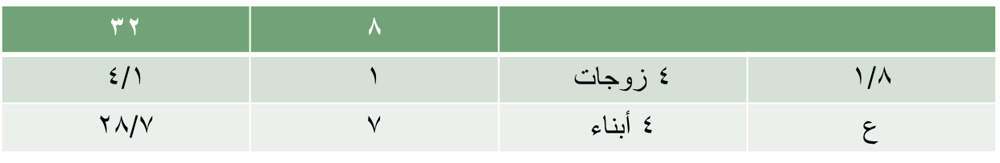 ٨ ٣٢
١/٨ ٤ زوجات ١ ٤/١
ع ٤ أبناء ٧ ٢٨/٧